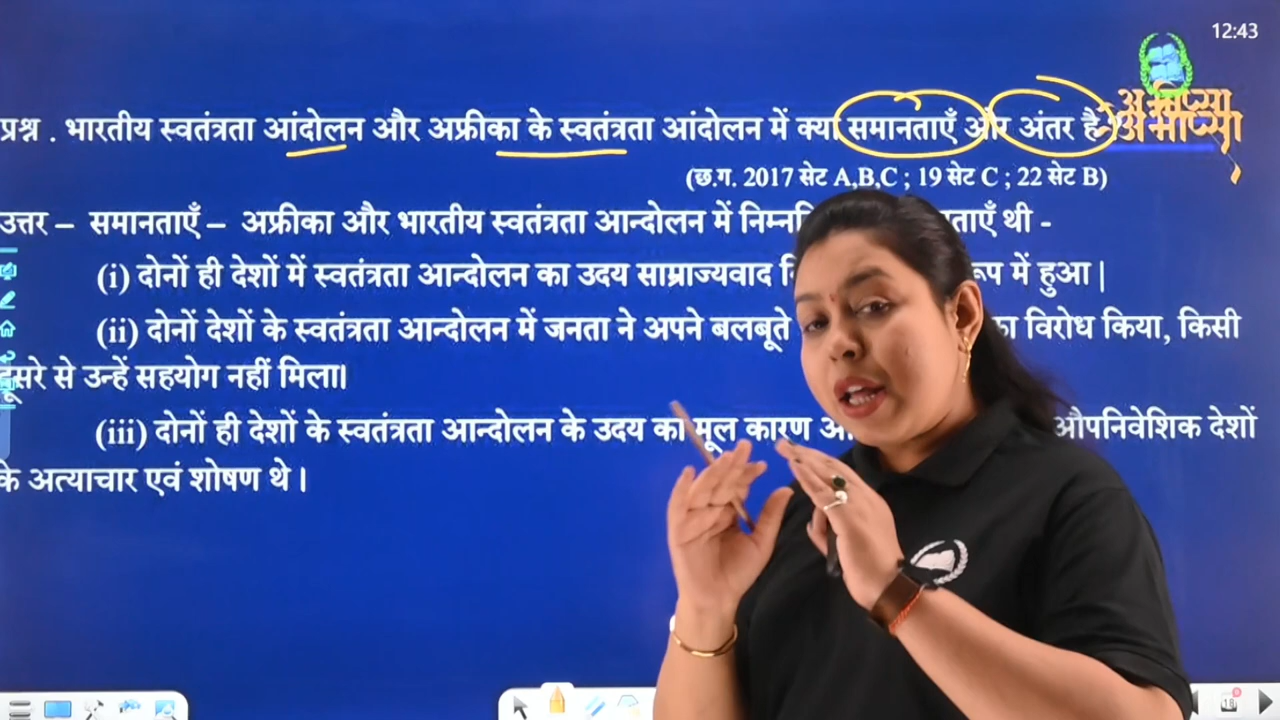 12:43
अभीप्सा
प्रश्न . भारतीय स्वतंत्रता आंदोलन और अफ्रीका के स्वतंत्रता आंदोलन में क्या समानताएँ और अंतर है
(छ.ग. 2017 सेट A,B,C ; 19 सेट C ; 22 सेट B)
उत्तर – समानताएँ – अफ्रीका और भारतीय स्वतंत्रता आन्दोलन में थी -
(i) दोनों ही देशों में स्वतंत्रता आन्दोलन का उदय साम्राज्यवाद रूप में हुआ |
(ii) दोनों देशों के स्वतंत्रता आन्दोलन में जनता ने अपने बलबूते का विरोध किया, किसी
दूसरे से उन्हें सहयोग नहीं मिला।
(iii) दोनों ही देशों के स्वतंत्रता आन्दोलन के उदय का मूल कारण औपनिवेशिक देशों
के अत्याचार एवं शोषण थे |
18